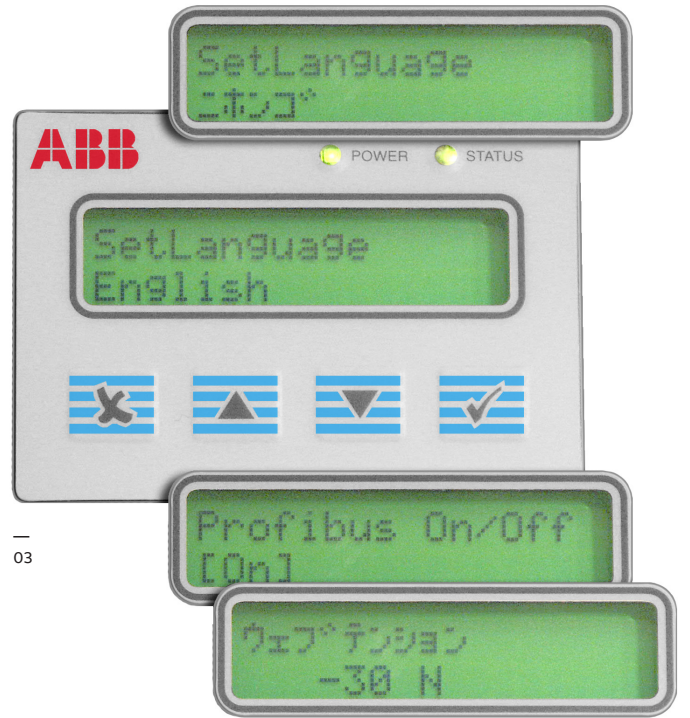 SetLanguage
ニホンゴ
ABB
POWER STATUS
SetLanguage
English
Profibus On/Off
[On]
03
ウェブテンション
-30 N